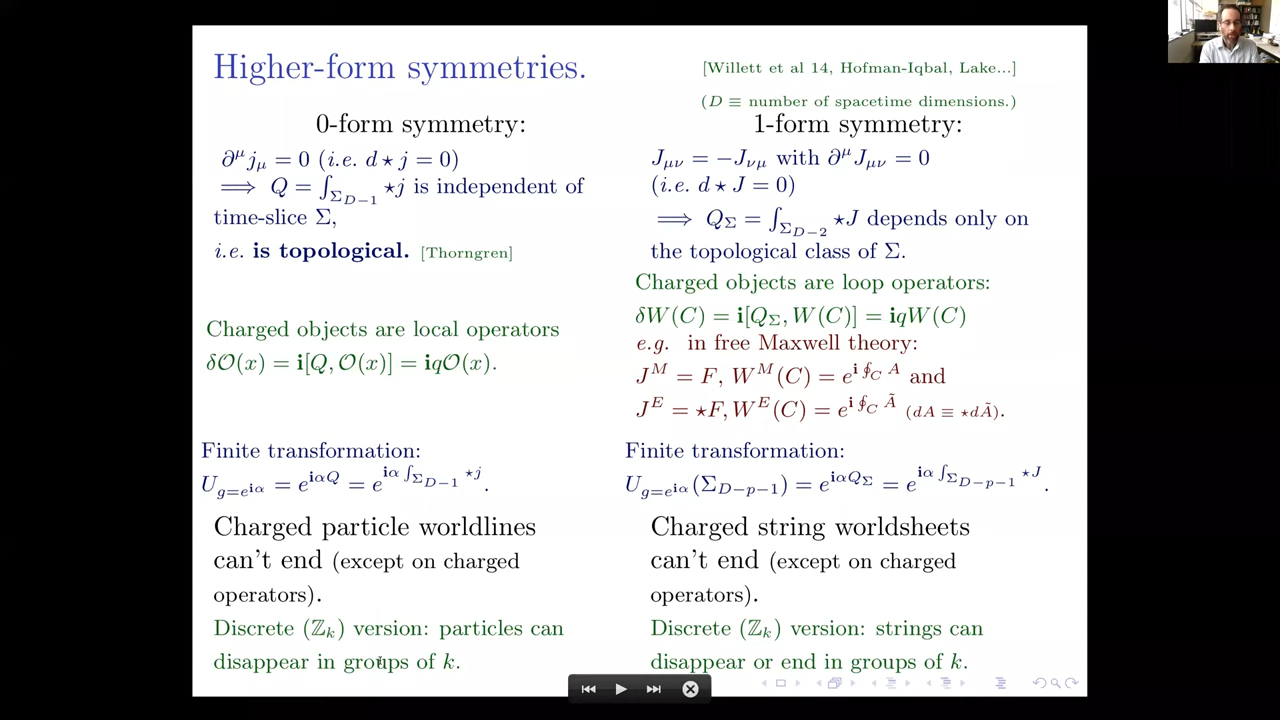 Higher-form symmetries.
[Willett et al 14, Hofman-Iqbal, Lake...]
(D ≡ number of spacetime dimensions.)
0-form symmetry:
∂^μ j_μ = 0 (i.e. d ⋆ j = 0)
⟹ Q = ∫_{Σ_{D−1}} ⋆j is independent of
time-slice Σ,
i.e. is topological. [Thorngren]
Charged objects are local operators
δ𝒪(x) = i[Q, 𝒪(x)] = iq𝒪(x).
Finite transformation:
U_{g=e^{iα}} = e^{iαQ} = e^{iα ∫_{Σ_{D−1}} ⋆j}.
Charged particle worldlines
can't end (except on charged
operators).
Discrete (ℤ_k) version: particles can
disappear in groups of k.
1-form symmetry:
J_{μν} = −J_{νμ} with ∂^μ J_{μν} = 0
(i.e. d ⋆ J = 0)
⟹ Q_Σ = ∫_{Σ_{D−2}} ⋆J depends only on
the topological class of Σ.
Charged objects are loop operators:
δW(C) = i[Q_Σ, W(C)] = iqW(C)
e.g. in free Maxwell theory:
J^M = F, W^M(C) = e^{i ∮_C A} and
J^E = ⋆F, W^E(C) = e^{i ∮_C Ã} (dA ≡ ⋆dÃ).
Finite transformation:
U_{g=e^{iα}}(Σ_{D−p−1}) = e^{iαQ_Σ} = e^{iα ∫_{Σ_{D−p−1}} ⋆J}.
Charged string worldsheets
can't end (except on charged
operators).
Discrete (ℤ_k) version: strings can
disappear or end in groups of k.